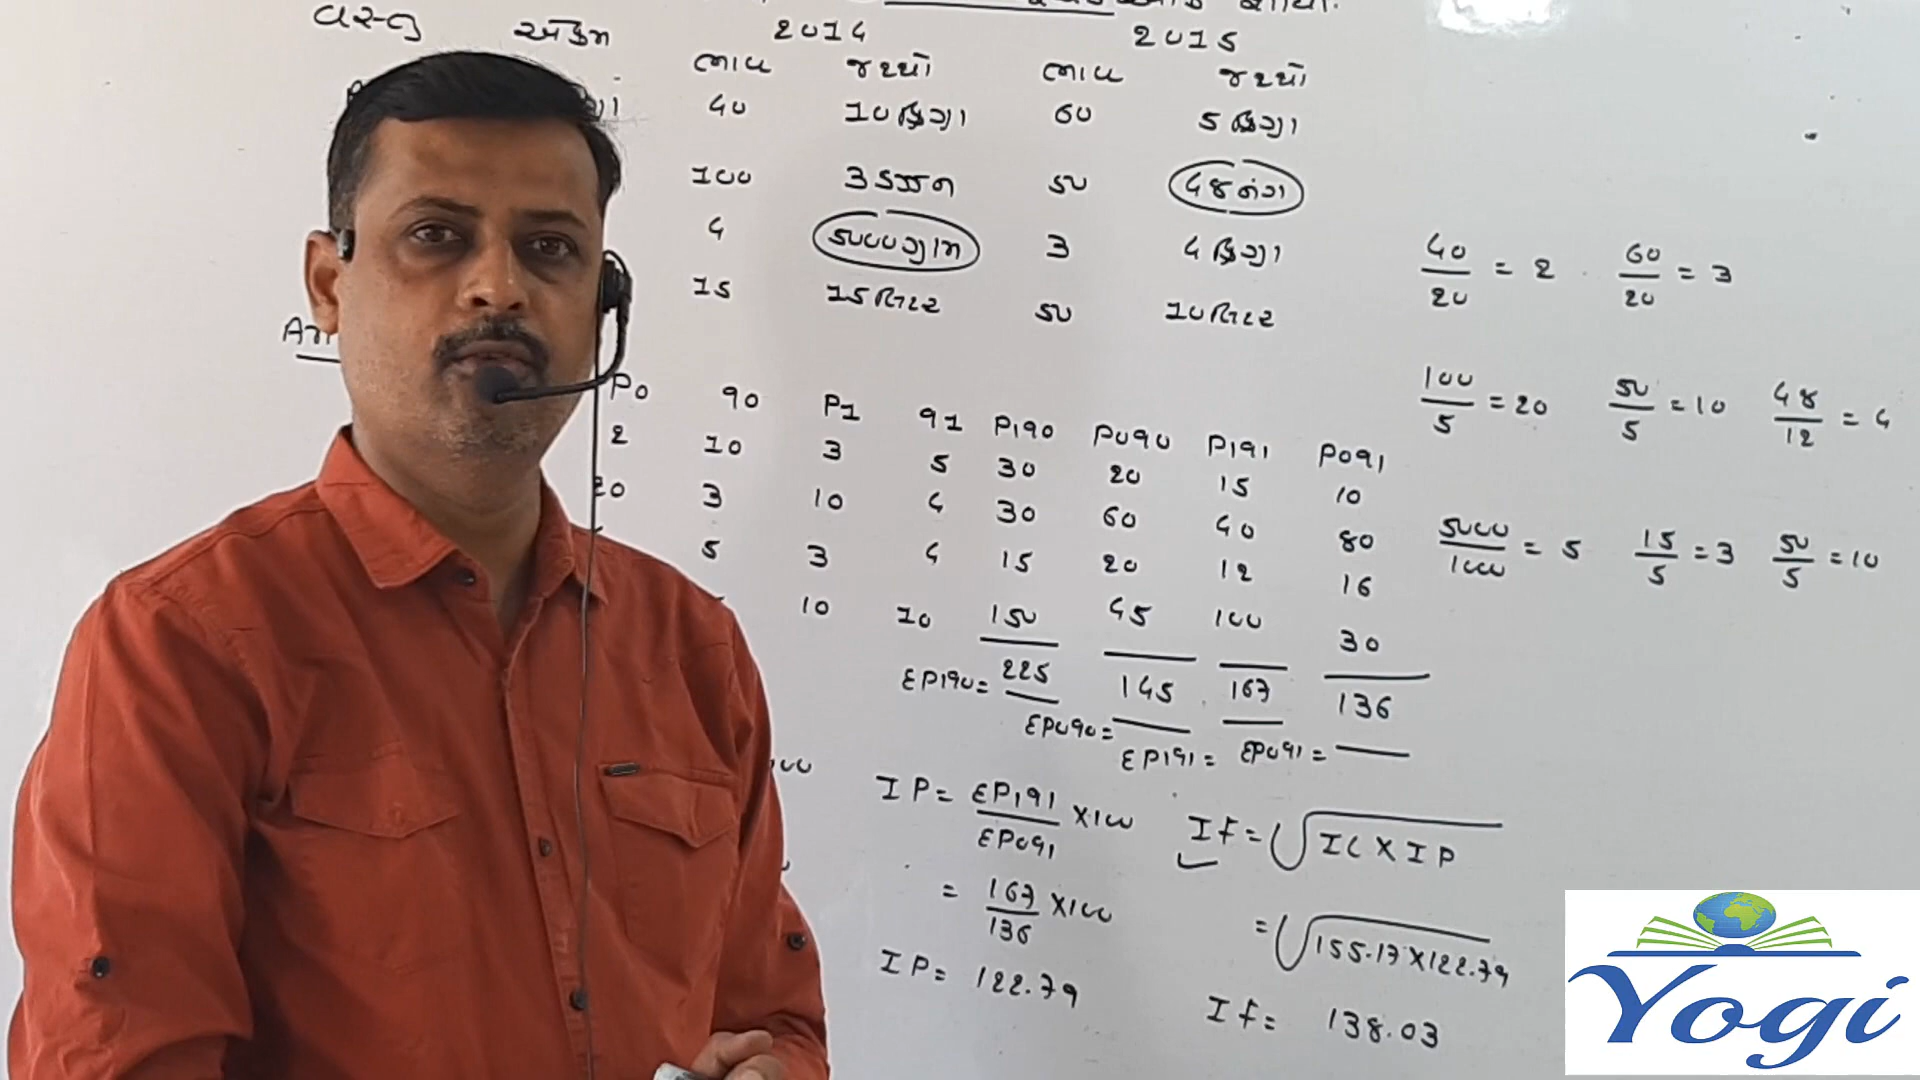 વસ્તુ એકમ 2014 2015
ભાવ જથ્થો ભાવ જથ્થો
40 10 કિગ્રા 60 5 કિગ્રા
100 3 ડઝન 50 48 નંગ
4 5000 ગ્રામ 3 4 કિગ્રા
15 15 લિટર 50 10 લિટર
40/20 = 2 60/20 = 3
100/5 = 20 50/5 = 10 48/12 = 4
5000/1000 = 5 15/5 = 3 50/5 = 10
P0 q0 P1 q1 P1q0 P0q0 P1q1 P0q1
2 10 3 5 30 20 15 10
20 3 10 4 30 60 40 80
5 3 4 15 20 12 16
10 10 150 45 100 30
ΣP1q0 = 225 ΣP0q0 = 145 ΣP1q1 = 167 ΣP0q1 = 136
IP = ΣP1q1/ΣP0q1 × 100
= 167/136 × 100
IP = 122.79
IF = √IL × IP
= √155.17 × 122.79
IF = 138.03
Yogi